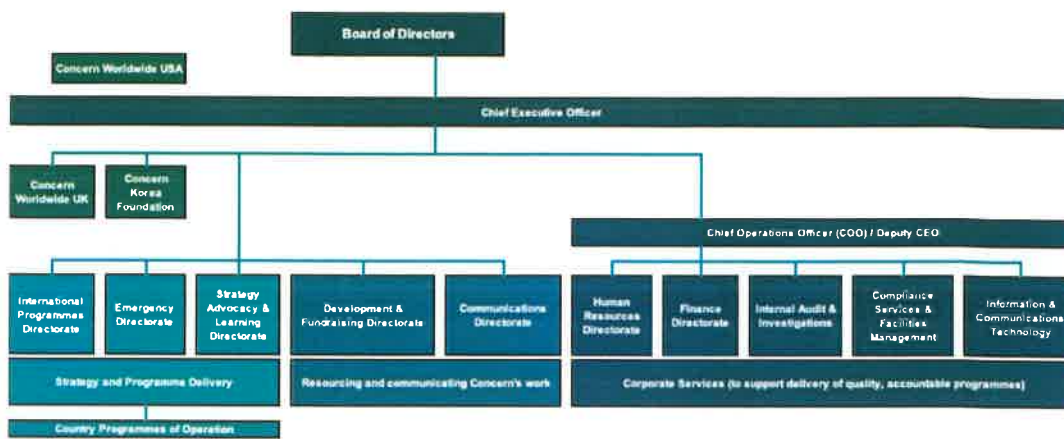 Board of Directors
Concern Worldwide USA
Chief Executive Officer
Concern
Worldwide UK
Concern
Korea
Foundation
Chief Operations Officer (COO) / Deputy CEO
International
Programmes
Directorate
Emergency
Directorate
Strategy
Advocacy &
Learning
Directorate
Development &
Fundraising Directorate
Communications
Directorate
Human
Resources
Directorate
Finance
Directorate
Internal Audit &
Investigations
Compliance
Services &
Facilities
Management
Information &
Communications
Technology
Strategy and Programme Delivery
Resourcing and communicating Concern's work
Corporate Services (to support delivery of quality, accountable programmes)
Country Programmes of Operation